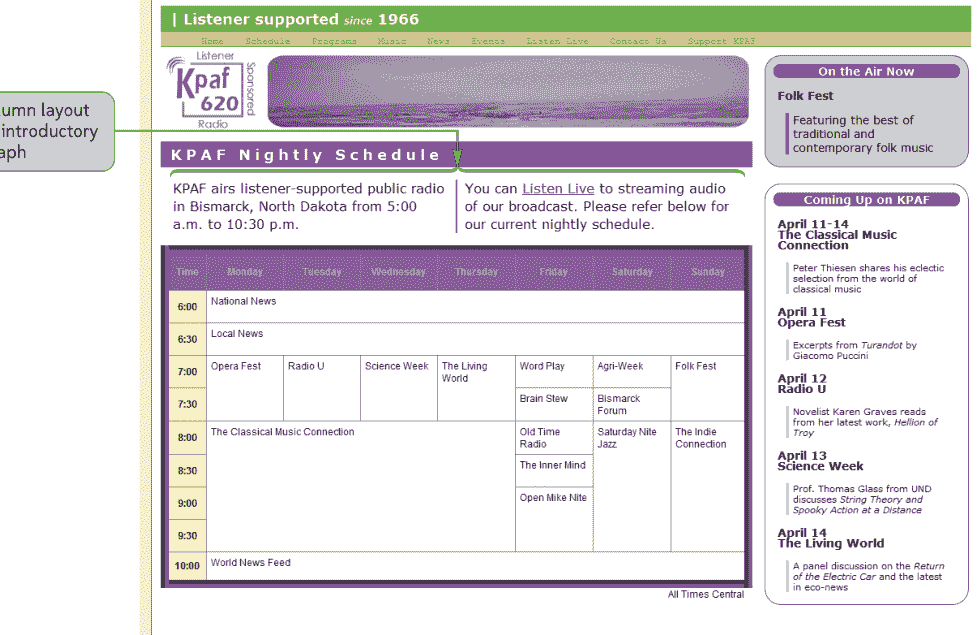 | Listener supported since 1966
Home Schedule Programs Music News Events Listen Live Contact Us Support KPAF
Listener
Kpaf
620
Sponsored
Radio
umn layout
introductory
aph
KPAF Nightly Schedule
KPAF airs listener-supported public radio
in Bismarck, North Dakota from 5:00
a.m. to 10:30 p.m.
You can Listen Live to streaming audio
of our broadcast. Please refer below for
our current nightly schedule.
Time Monday Tuesday Wednesday Thursday Friday Saturday Sunday
6:00 National News
6:30 Local News
7:00 Opera Fest Radio U Science Week The Living World Word Play Agri-Week Folk Fest
7:30 Brain Stew Bismarck Forum
8:00 The Classical Music Connection Old Time Radio Saturday Nite Jazz The Indie Connection
8:30 The Inner Mind
9:00 Open Mike Nite
9:30
10:00 World News Feed
All Times Central
On the Air Now
Folk Fest
Featuring the best of
traditional and
contemporary folk music
Coming Up on KPAF
April 11-14
The Classical Music
Connection
Peter Thiesen shares his eclectic
selection from the world of
classical music
April 11
Opera Fest
Excerpts from Turandot by
Giacomo Puccini
April 12
Radio U
Novelist Karen Graves reads
from her latest work, Hellion of
Troy
April 13
Science Week
Prof. Thomas Glass from UND
discusses String Theory and
Spooky Action at a Distance
April 14
The Living World
A panel discussion on the Return
of the Electric Car and the latest
in eco-news